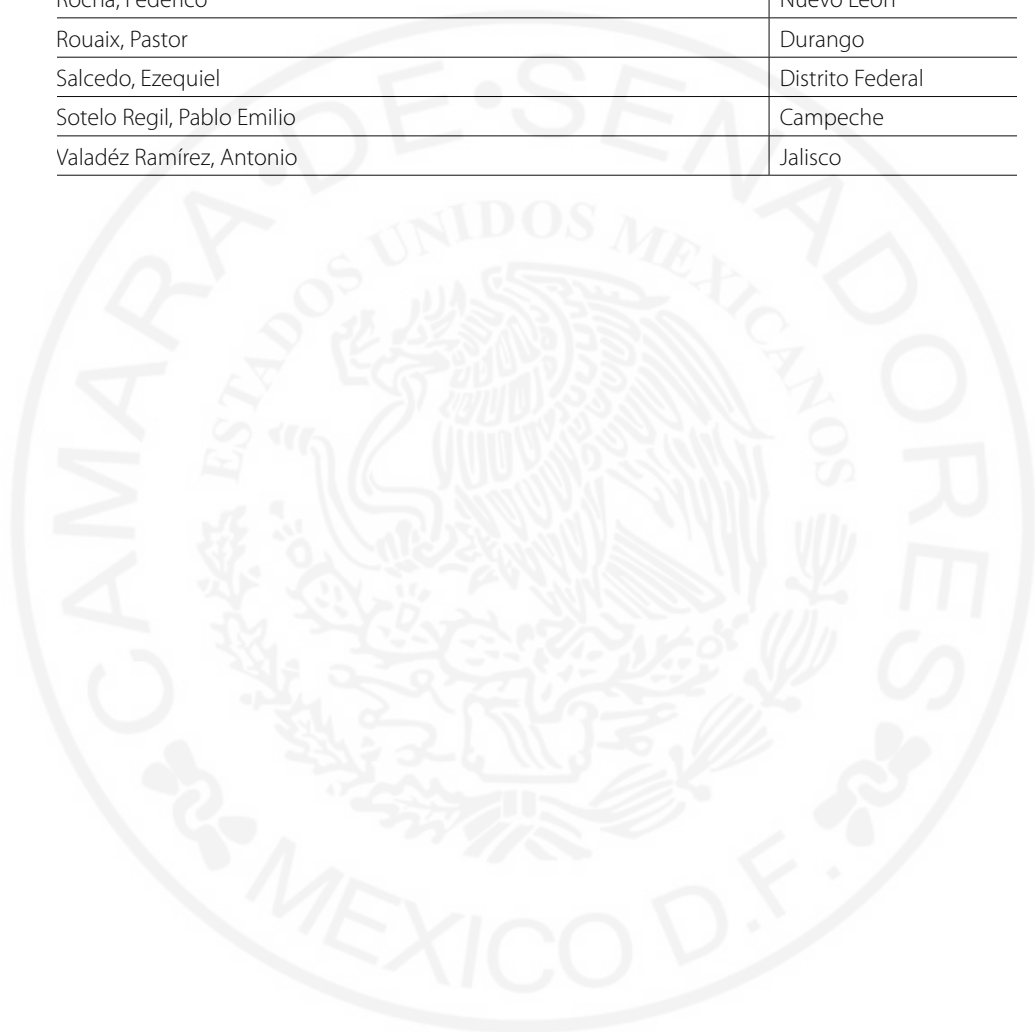 Rocha, Federico Nuevo León
Rouaix, Pastor Durango
Salcedo, Ezequiel Distrito Federal
Sotelo Regil, Pablo Emilio Campeche
Valadéz Ramírez, Antonio Jalisco
CAMARA•DE•SENADORES
ESTADOS UNIDOS MEXICANOS
MEXICO D.F.